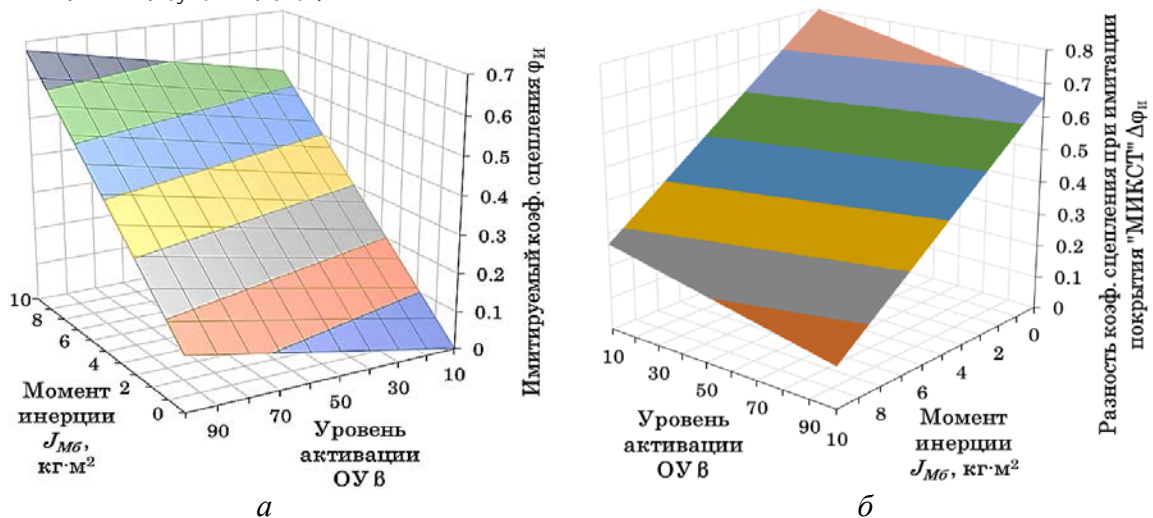 0.7
0.6
0.5
0.4
0.3
0.2
0.1
0
Имитируемый коэф. сцепления φИ
10
8
6
4
2
0
Момент
инерции
JМб,
кг·м²
90
70
50
30
10
Уровень
активации
ОУ β
а
0.8
0.7
0.6
0.5
0.4
0.3
0.2
0.1
0
Разность коэф. сцепления при имитации
покрытия "МИКСТ" Δφи
10
30
50
70
90
Уровень
активации
ОУ β
10
8
6
4
2
0
Момент
инерции
JМб, кг·м²
б